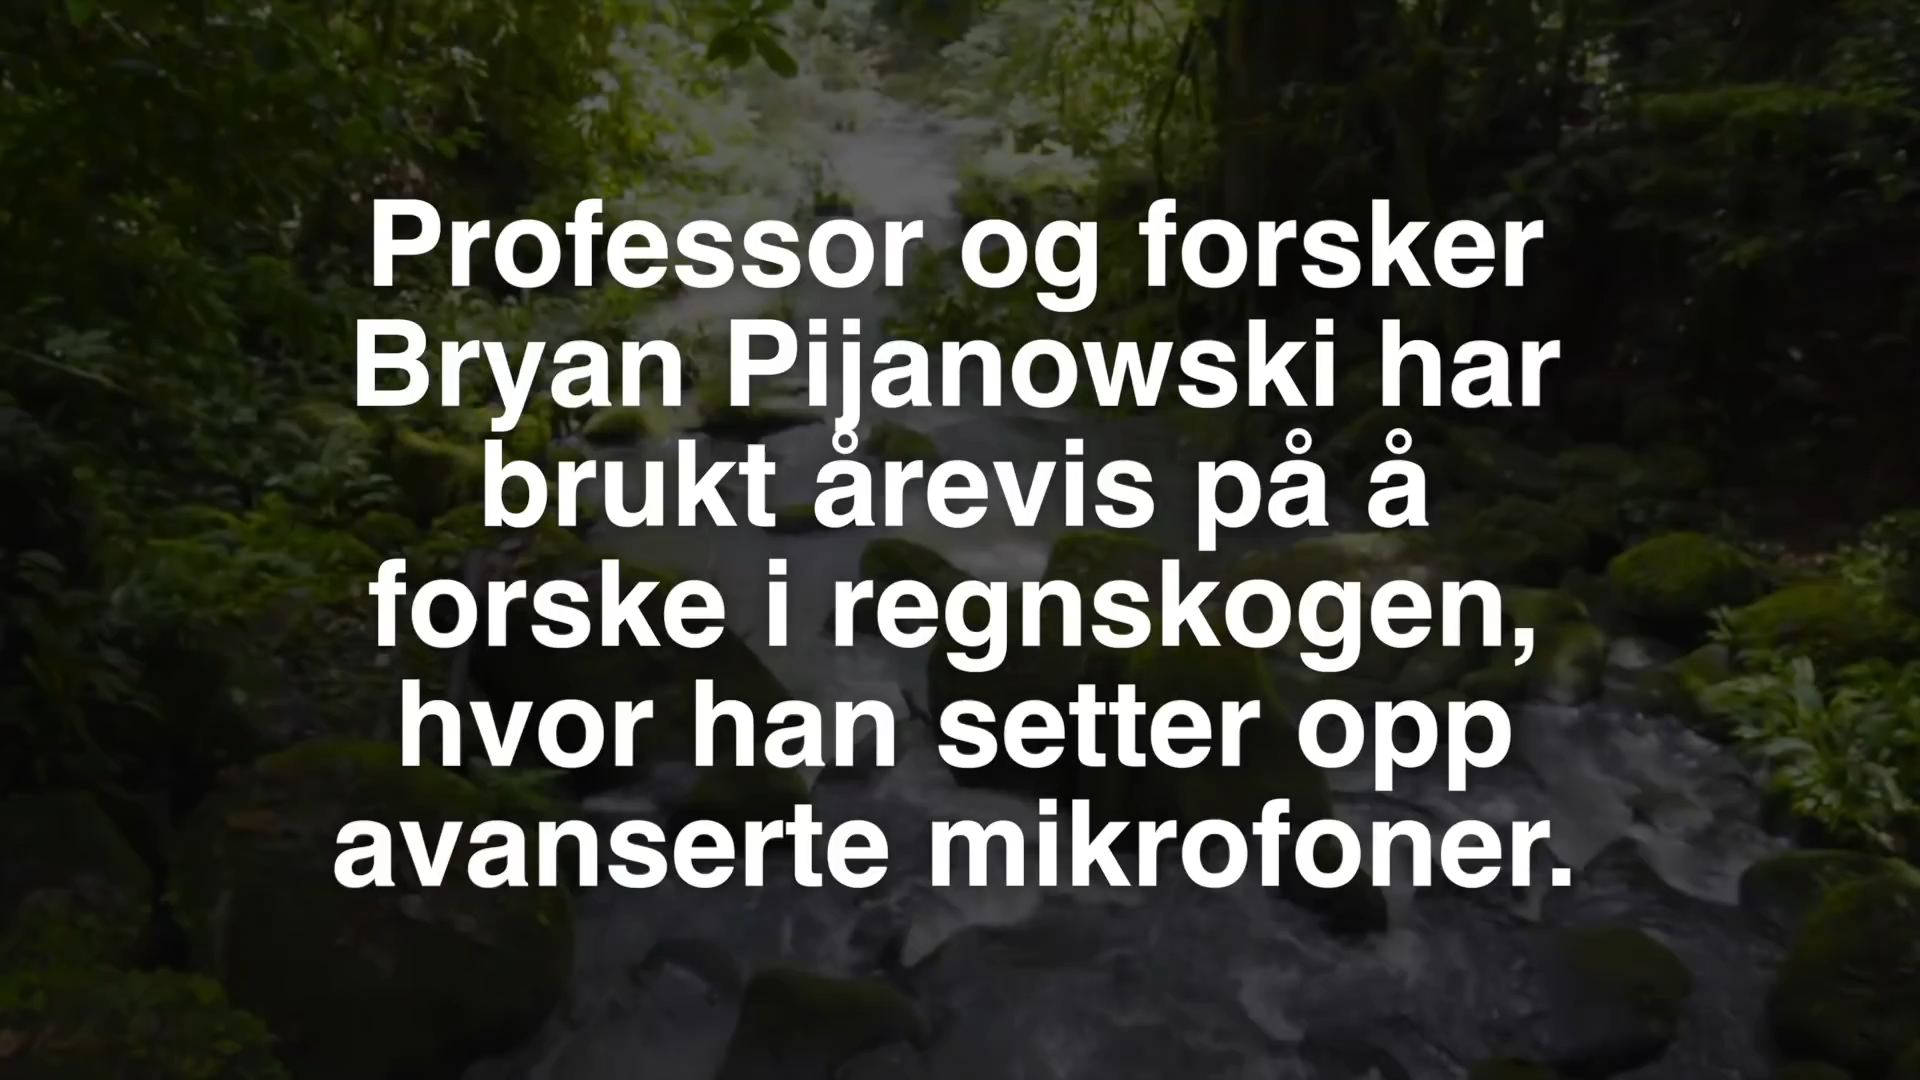 Professor og forsker
Bryan Pijanowski har
brukt årevis på å
forske i regnskogen,
hvor han setter opp
avanserte mikrofoner.